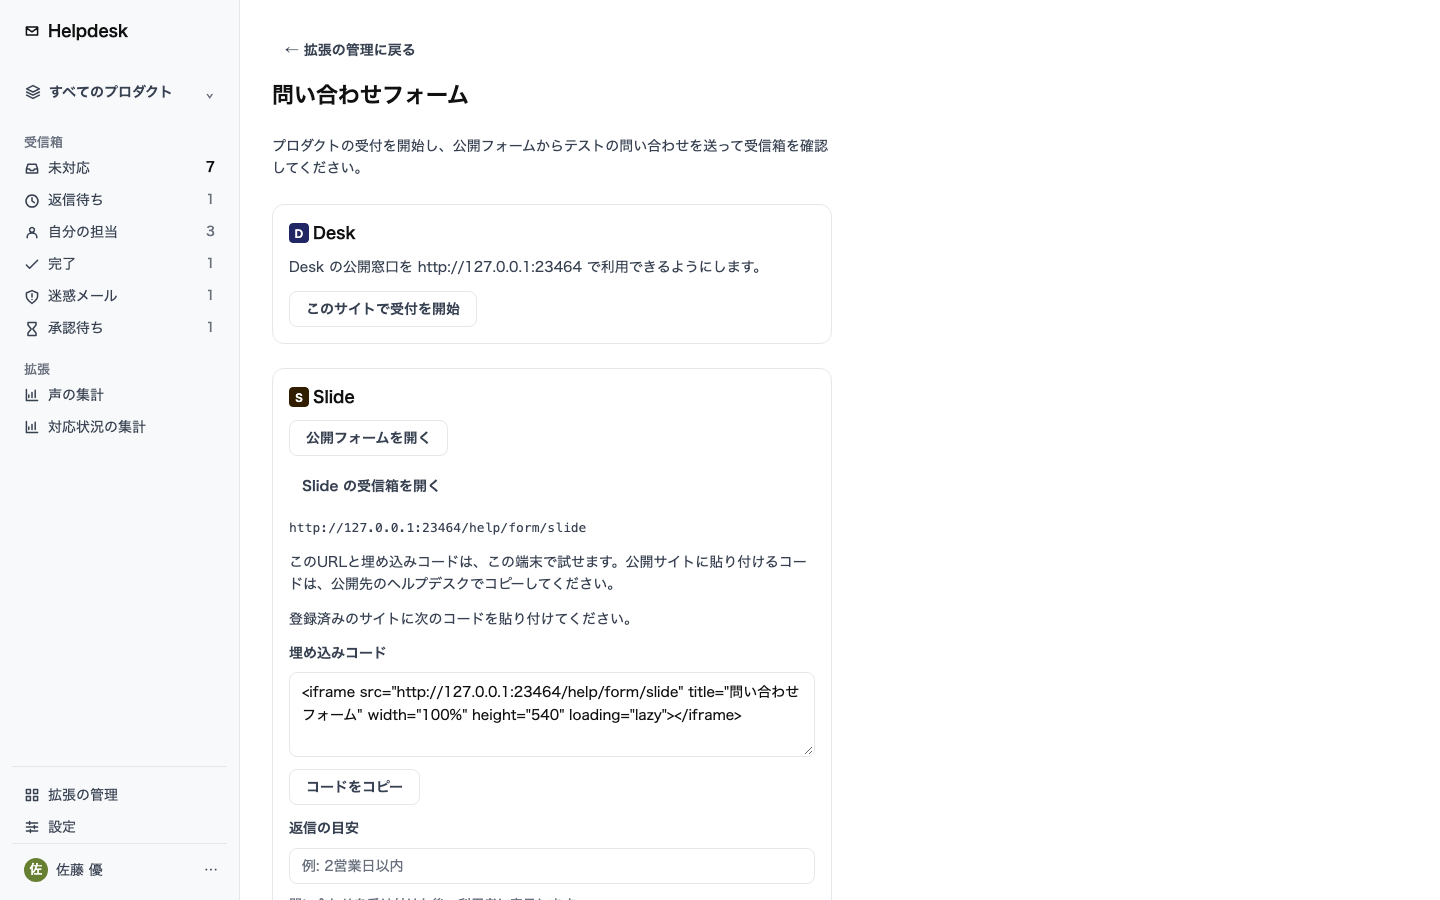 Helpdesk
すべてのプロダクト
受信箱
未対応 7
返信待ち 1
自分の担当 3
完了 1
迷惑メール 1
承認待ち 1
拡張
声の集計
対応状況の集計
拡張の管理
設定
佐 佐藤 優 …
← 拡張の管理に戻る
問い合わせフォーム
プロダクトの受付を開始し、公開フォームからテストの問い合わせを送って受信箱を確認
してください。
D Desk
Desk の公開窓口を http://127.0.0.1:23464 で利用できるようにします。
このサイトで受付を開始
S Slide
公開フォームを開く
Slide の受信箱を開く
http://127.0.0.1:23464/help/form/slide
このURLと埋め込みコードは、この端末で試せます。公開サイトに貼り付けるコー
ドは、公開先のヘルプデスクでコピーしてください。
登録済みのサイトに次のコードを貼り付けてください。
埋め込みコード
<iframe src="http://127.0.0.1:23464/help/form/slide" title="問い合わせ
フォーム" width="100%" height="540" loading="lazy"></iframe>
コードをコピー
返信の目安
例: 2営業日以内